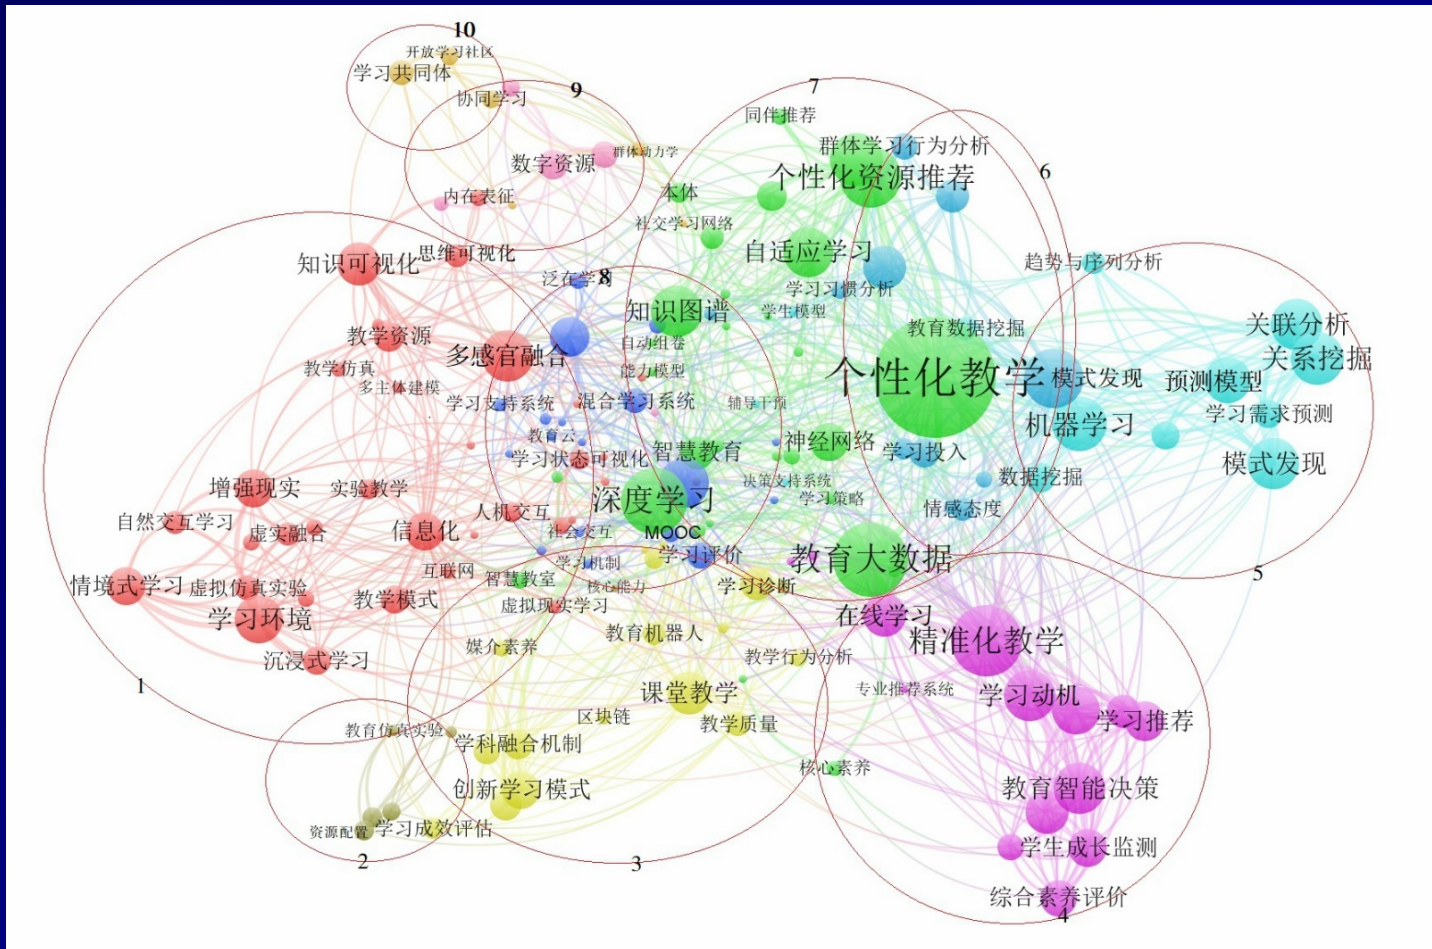 10
开放学习社区
学习共同体
协同学习
9
数字资源
群体动力学
内在表征
7
同伴推荐
群体学习行为分析
个性化资源推荐
6
本体
社交学习网络
自适应学习
学习习惯分析
学生模型
教育数据挖掘
趋势与序列分析
知识可视化
思维可视化
泛在学习
8
知识图谱
自动组卷
能力模型
教学资源
教学仿真
多主体建模
多感官融合
学习支持系统
混合学习系统
辅导干预
个性化教学
模式发现
预测模型
关联分析
关系挖掘
学习需求预测
机器学习
模式发现
教育云
学习状态可视化
智慧教育
神经网络
学习投入
数据挖掘
决策支持系统
学习策略
情感态度
增强现实
实验教学
自然交互学习
虚实融合
信息化
人机交互
深度学习
社会交互
MOOC
学习评价
教育大数据
5
互联网
智慧教室
学习机制
核心能力
学习诊断
情境式学习
虚拟仿真实验
教学模式
虚拟现实学习
学习环境
沉浸式学习
媒介素养
教育机器人
教学行为分析
在线学习
精准化教学
专业推荐系统
学习动机
学习推荐
1
课堂教学
区块链
教学质量
教育仿真实验
学科融合机制
核心素养
创新学习模式
教育智能决策
资源配置
学习成效评估
学生成长监测
2
3
综合素养评价
4